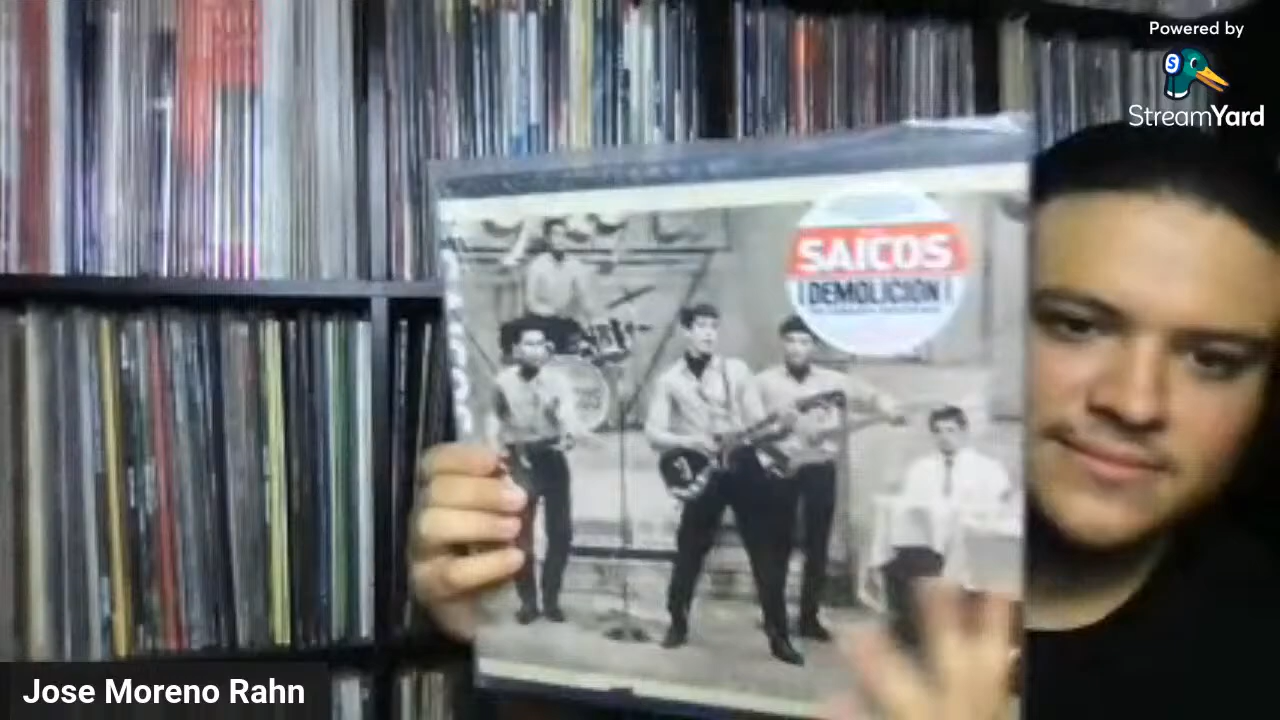 Powered by
S
StreamYard
SAICOS
¡DEMOLICIÓN!
Jose Moreno Rahn